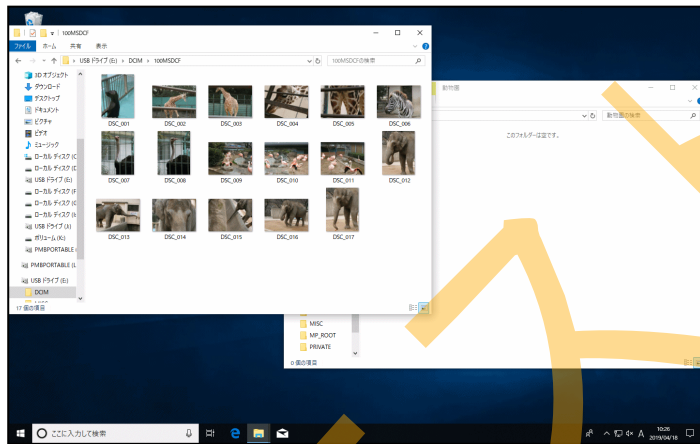 100MSDCF
ファイル ホーム 共有 表示
USB ドライブ (E:) › DCIM › 100MSDCF
100MSDCFの検索
3D オブジェクト
ダウンロード
デスクトップ
ドキュメント
ピクチャ
ビデオ
ミュージック
ローカル ディスク (C
ローカル ディスク (D
USB ドライブ (E:)
ローカル ディスク (F
ローカル ディスク (G
USB ドライブ (J:)
ボリューム (K:)
PMBPORTABLE (
PMBPORTABLE (L
USB ドライブ (E:)
DCIM
17 個の項目
DSC_001 DSC_002 DSC_003 DSC_004 DSC_005 DSC_006
DSC_007 DSC_008 DSC_009 DSC_010 DSC_011 DSC_012
DSC_013 DSC_014 DSC_015 DSC_016 DSC_017
動物園
動物園の検索
このフォルダーは空です。
MISC
MP_ROOT
PRIVATE
0 個の項目
ここに入力して検索
A
10:26
2019/04/18